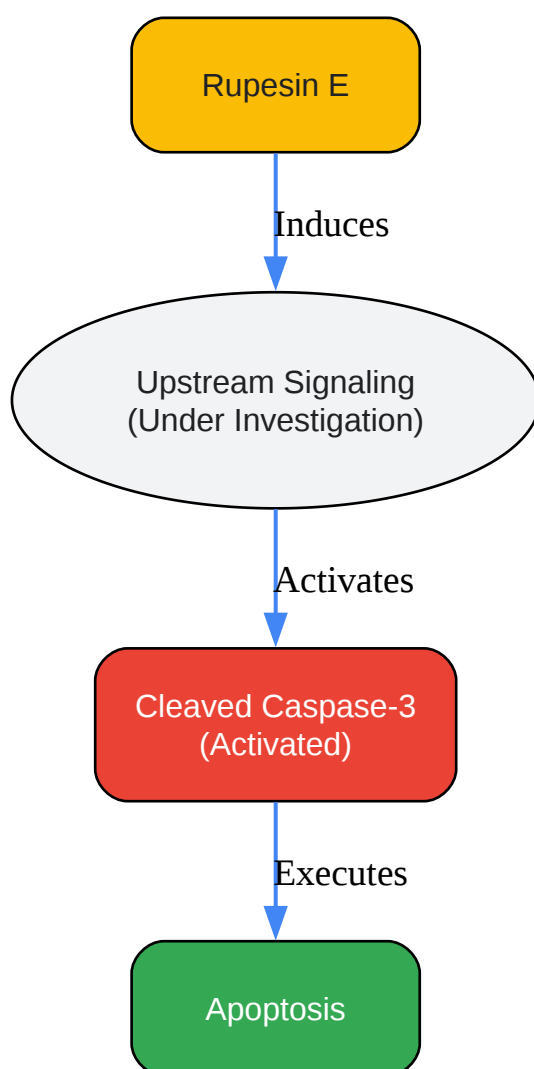 Rupesin E
Induces
Upstream Signaling
(Under Investigation)
Activates
Cleaved Caspase-3
(Activated)
Executes
Apoptosis